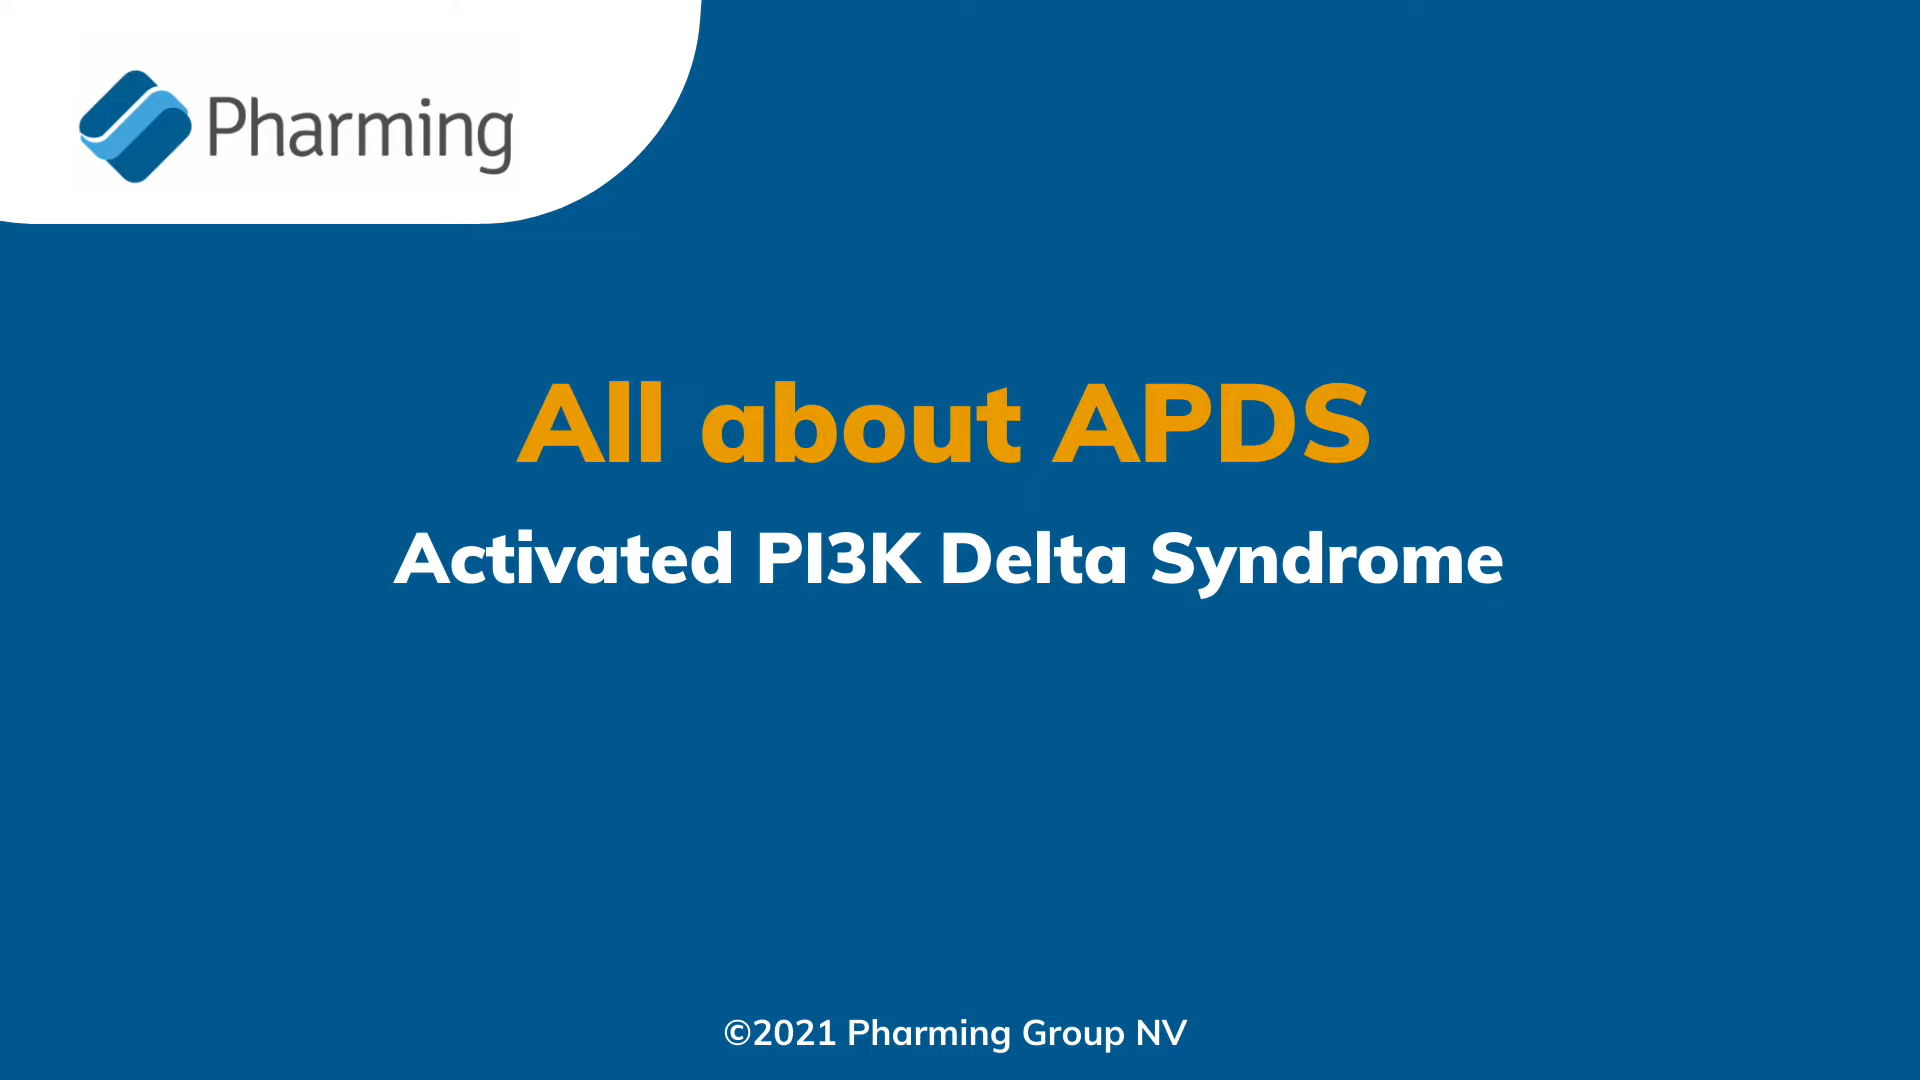 Pharming
All about APDS
Activated PI3K Delta Syndrome
©2021 Pharming Group NV